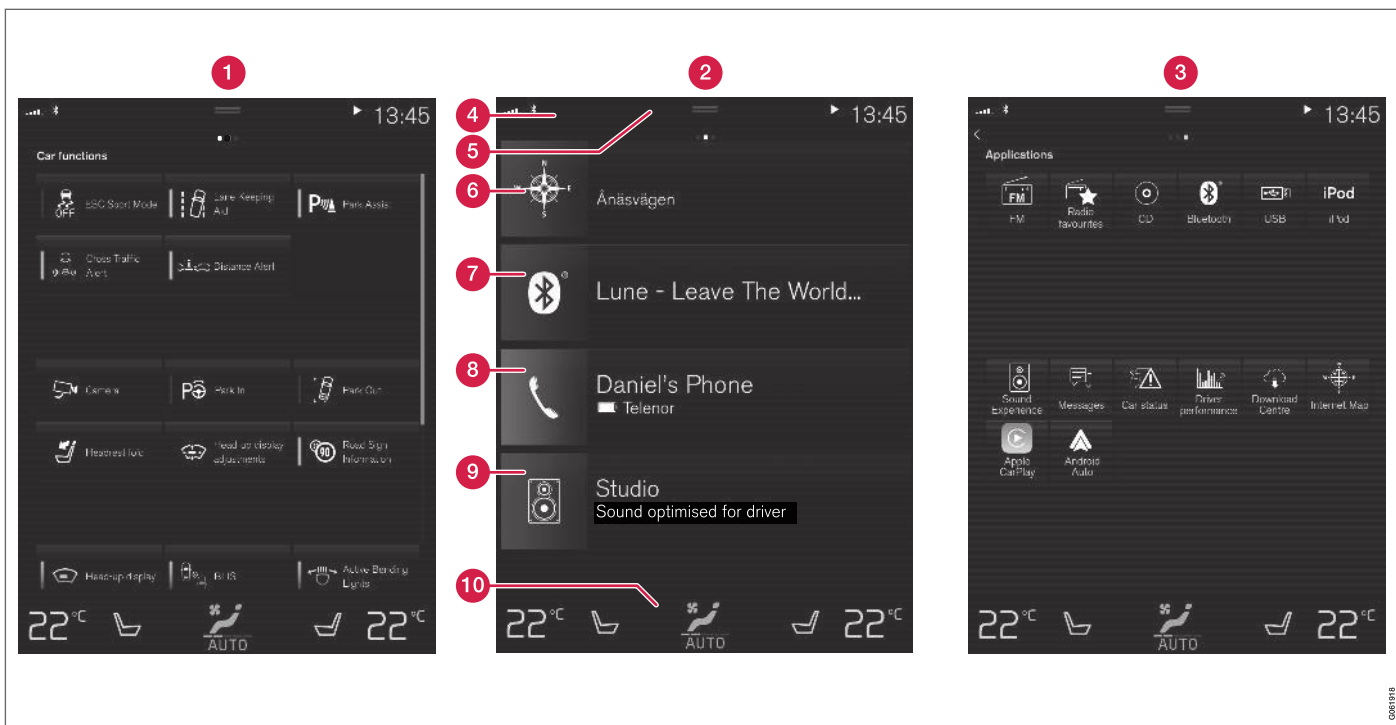 1
2
3
13:45
Car functions
ESC Sport Mode
OFF
Lane Keeping
Aid
Park Assist
Cross Traffic
Alert
Distance Alert
Camera
Park In
Park Out
Headrest fold
Head-up display
adjustments
Road Sign
Information
Head-up display
BLIS
Active Bending
Lights
22°C
AUTO
22°C
4
5
6
7
8
9
10
13:45
N
W
E
S
Ånäsvägen
Lune - Leave The World...
Daniel's Phone
Telenor
Studio
Sound optimised for driver
22°C
AUTO
22°C
13:45
Applications
FM
FM
Radio
favourites
CD
Bluetooth
USB
iPod
iPod
Sound
Experience
Messages
Car status
Driver
performance
Download
Centre
Internet Map
Apple
CarPlay
Android
Auto
22°C
AUTO
22°C
G061918